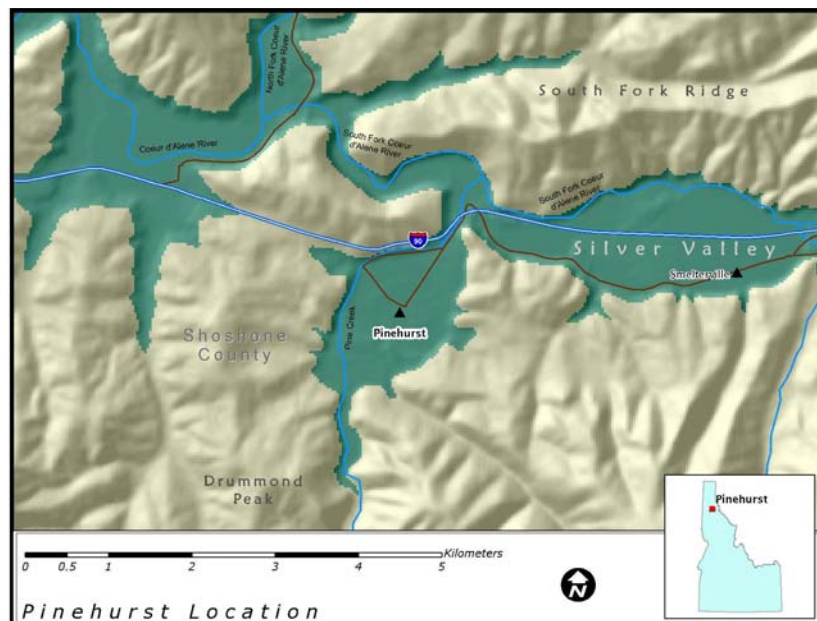 North Fork Coeur
d'Alene River
South Fork Ridge
Coeur d'Alene River
South Fork Coeur
d'Alene River
South Fork Coeur
d'Alene River
90
Silver Valley
Smelterville
Pinehurst
Pine Creek
Shoshone
County
Drummond
Peak
Pinehurst
Kilometers
0 0.5 1 2 3 4 5
N
Pinehurst Location